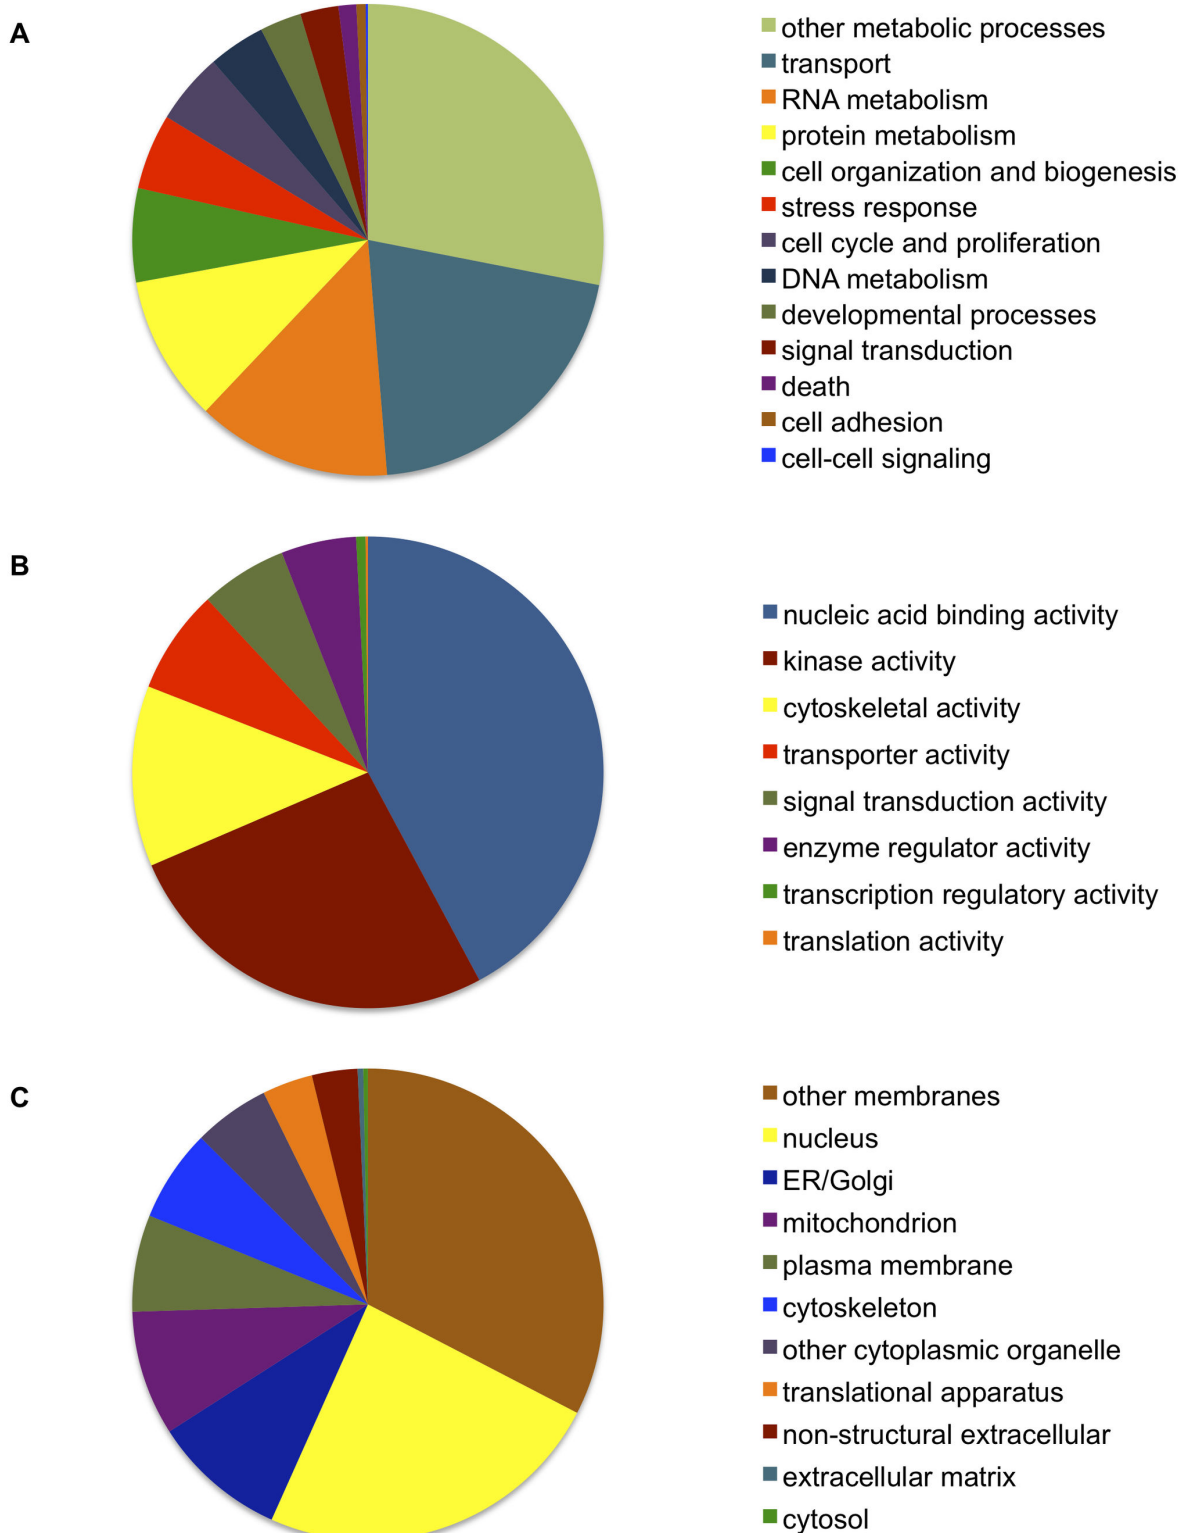 A
other metabolic processes
transport
RNA metabolism
protein metabolism
cell organization and biogenesis
stress response
cell cycle and proliferation
DNA metabolism
developmental processes
signal transduction
death
cell adhesion
cell-cell signaling
B
nucleic acid binding activity
kinase activity
cytoskeletal activity
transporter activity
signal transduction activity
enzyme regulator activity
transcription regulatory activity
translation activity
C
other membranes
nucleus
ER/Golgi
mitochondrion
plasma membrane
cytoskeleton
other cytoplasmic organelle
translational apparatus
non-structural extracellular
extracellular matrix
cytosol